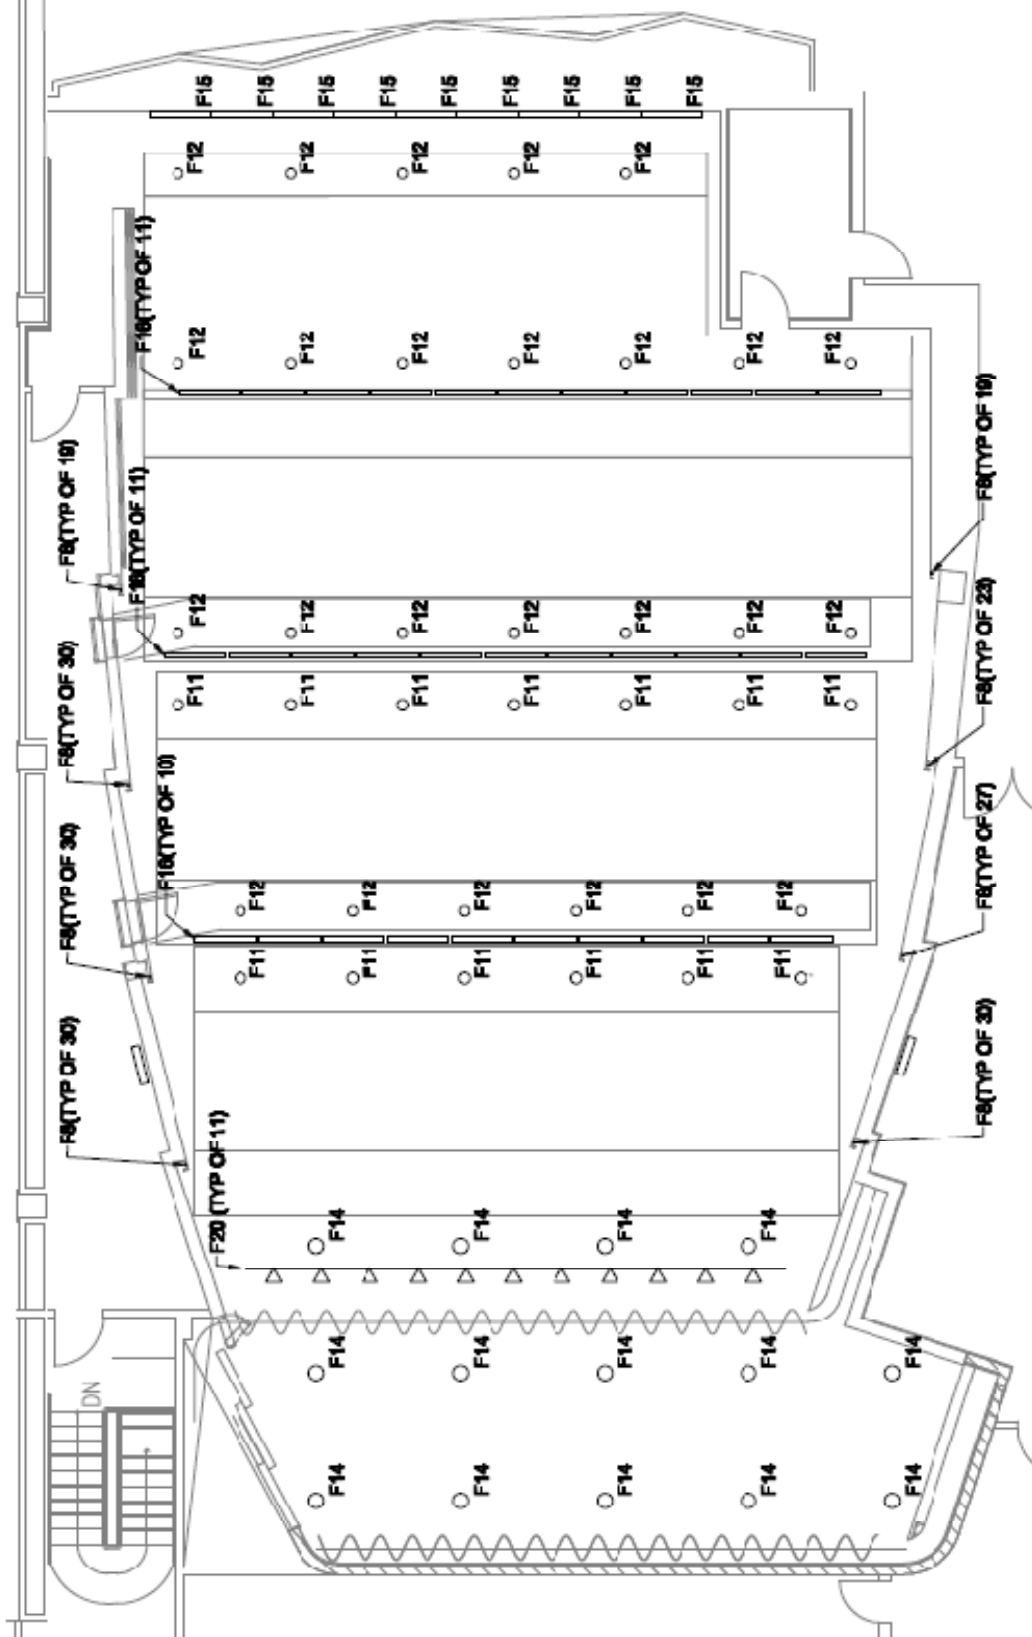 F15 F15 F15 F15 F15 F15 F15 F15 F15
F12 F12 F12 F12 F12
F16(TYP OF 11)
F12 F12 F12 F12 F12 F12 F12
F8(TYP OF 19)
F8(TYP OF 19)
F16(TYP OF 11)
F12 F12 F12 F12 F12 F12 F12
F8(TYP OF 30)
F8(TYP OF 23)
F11 F11 F11 F11 F11 F11 F11
F16(TYP OF 10)
F8(TYP OF 30)
F8(TYP OF 27)
F12 F12 F12 F12 F12 F12
F11 F11 F11 F11 F11 F11
F8(TYP OF 30)
F8(TYP OF 30)
F20 (TYP OF 11)
F14 F14 F14 F14
F14 F14 F14 F14 F14
DN
F14 F14 F14 F14 F14